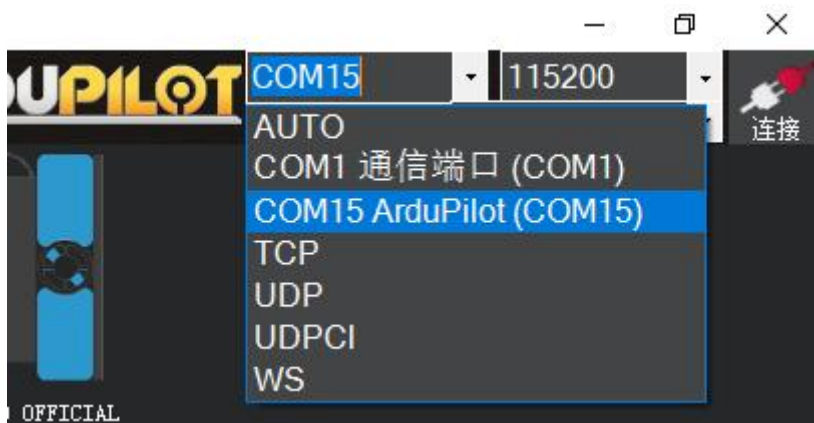 UPILOT
COM15
115200
连接
AUTO
COM1 通信端口 (COM1)
COM15 ArduPilot (COM15)
TCP
UDP
UDPCI
WS
OFFICIAL